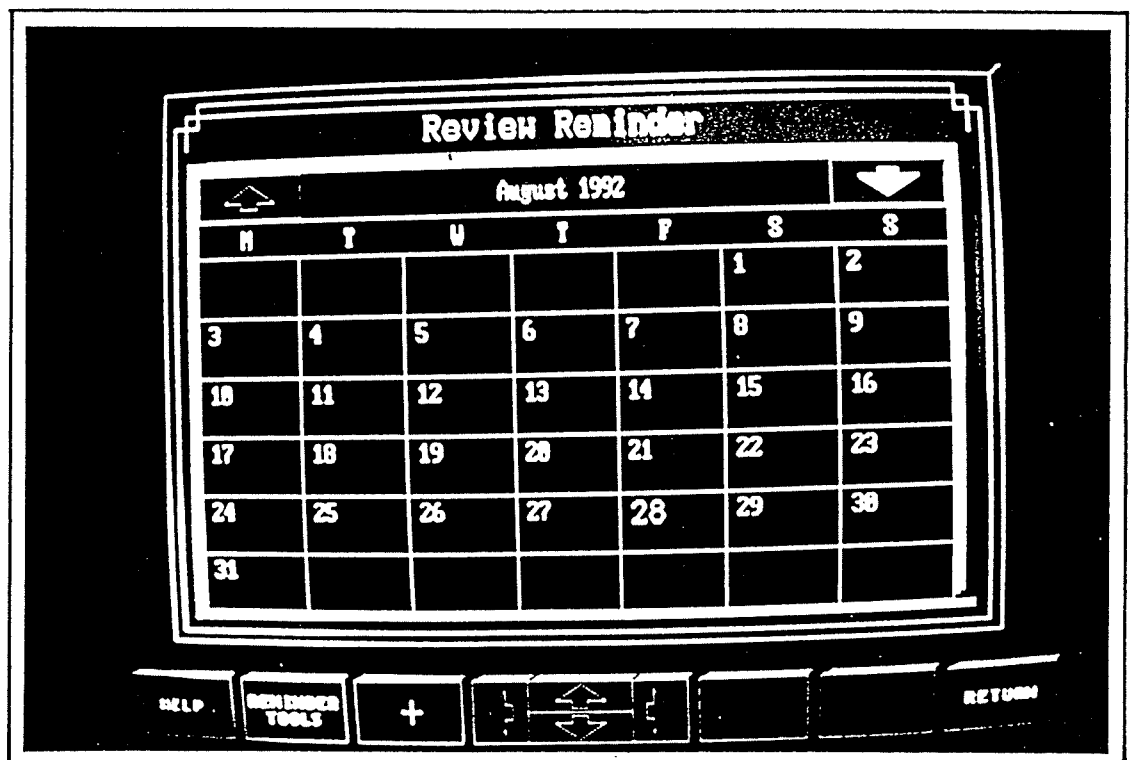 Review Reminder
August 1992
M T W T F S S
1 2
3 4 5 6 7 8 9
10 11 12 13 14 15 16
17 18 19 20 21 22 23
24 25 26 27 28 29 30
31
HELP REMINDER TOOLS + RETURN